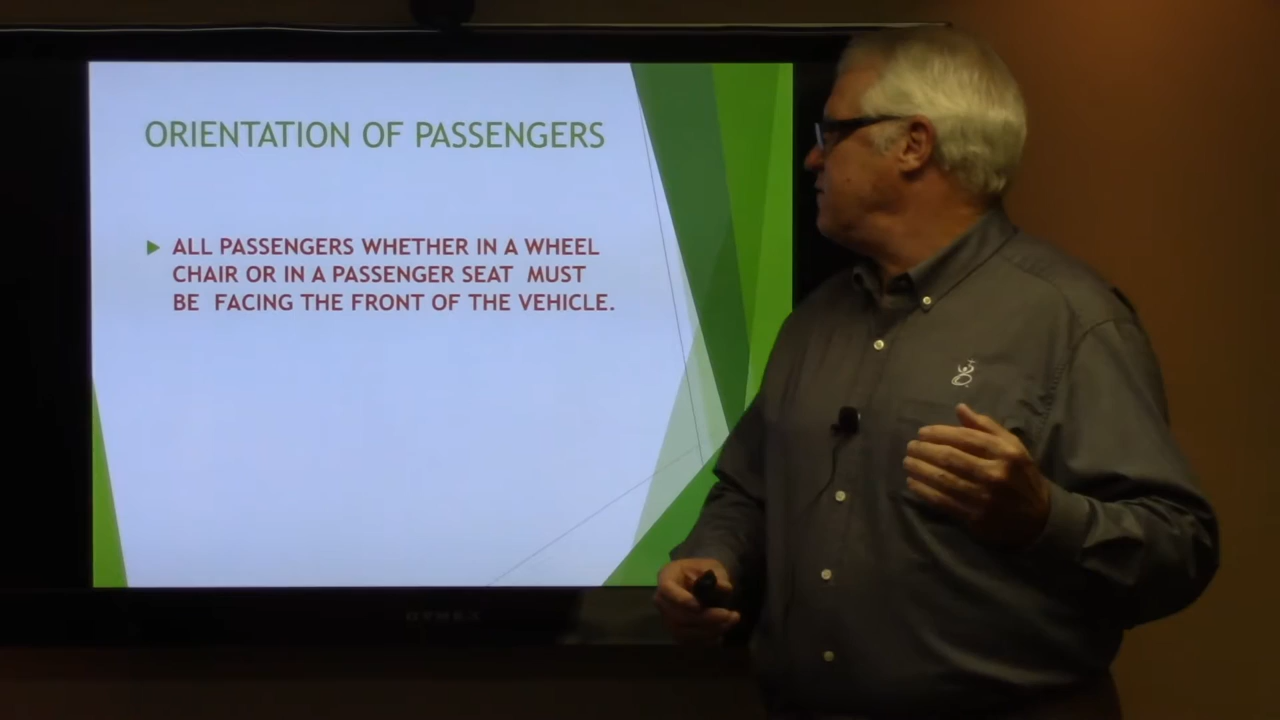 ORIENTATION OF PASSENGERS
ALL PASSENGERS WHETHER IN A WHEEL
CHAIR OR IN A PASSENGER SEAT MUST
BE FACING THE FRONT OF THE VEHICLE.